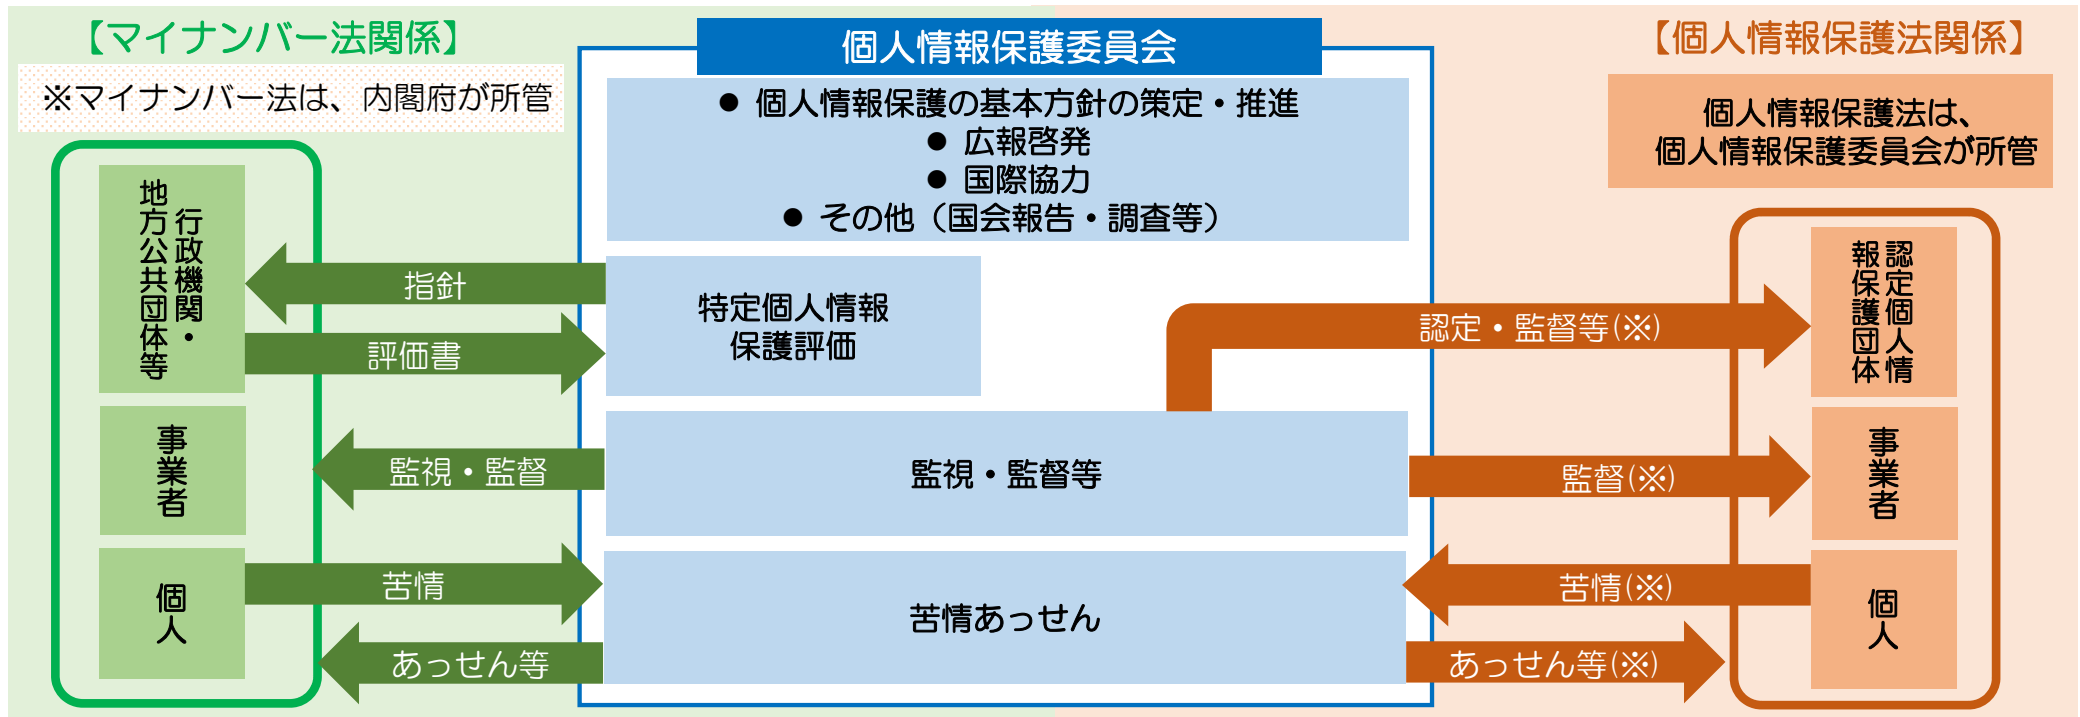 【マイナンバー法関係】
※マイナンバー法は、内閣府が所管
行政機関・
地方公共団体等
事業者
個人
指針
評価書
監視・監督
苦情
あっせん等
個人情報保護委員会
● 個人情報保護の基本方針の策定・推進
● 広報啓発
● 国際協力
● その他（国会報告・調査等）
特定個人情報
保護評価
監視・監督等
苦情あっせん
【個人情報保護法関係】
個人情報保護法は、
個人情報保護委員会が所管
認定・監督等(※)
監督(※)
苦情(※)
あっせん等(※)
認定個人情
報保護団体
事業者
個人